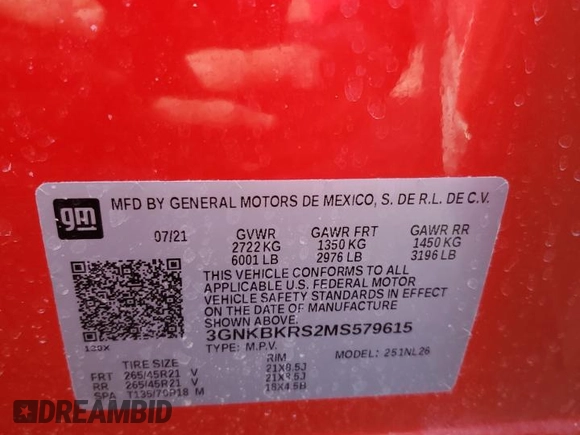 gm MFD BY GENERAL MOTORS DE MEXICO, S. DE R.L. DE C.V.
07/21 GVWR GAWR FRT GAWR RR
2722 KG 1350 KG 1450 KG
6001 LB 2976 LB 3196 LB
THIS VEHICLE CONFORMS TO ALL
APPLICABLE U.S. FEDERAL MOTOR
VEHICLE SAFETY STANDARDS IN EFFECT
ON THE DATE OF MANUFACTURE
SHOWN ABOVE.
3GNKBKRS2MS579615
TYPE: M.P.V. MODEL: 251NL26
TIRE SIZE RIM
FRT 265/45R21 V 21X8.5J
RR 265/45R21 V 21X8.5J
SPA T135/70R18 M 18X4.5B
DREAMBID